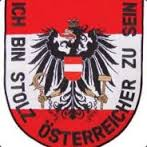 ICH BIN STOLZ ÖSTERREICHER ZU SEIN